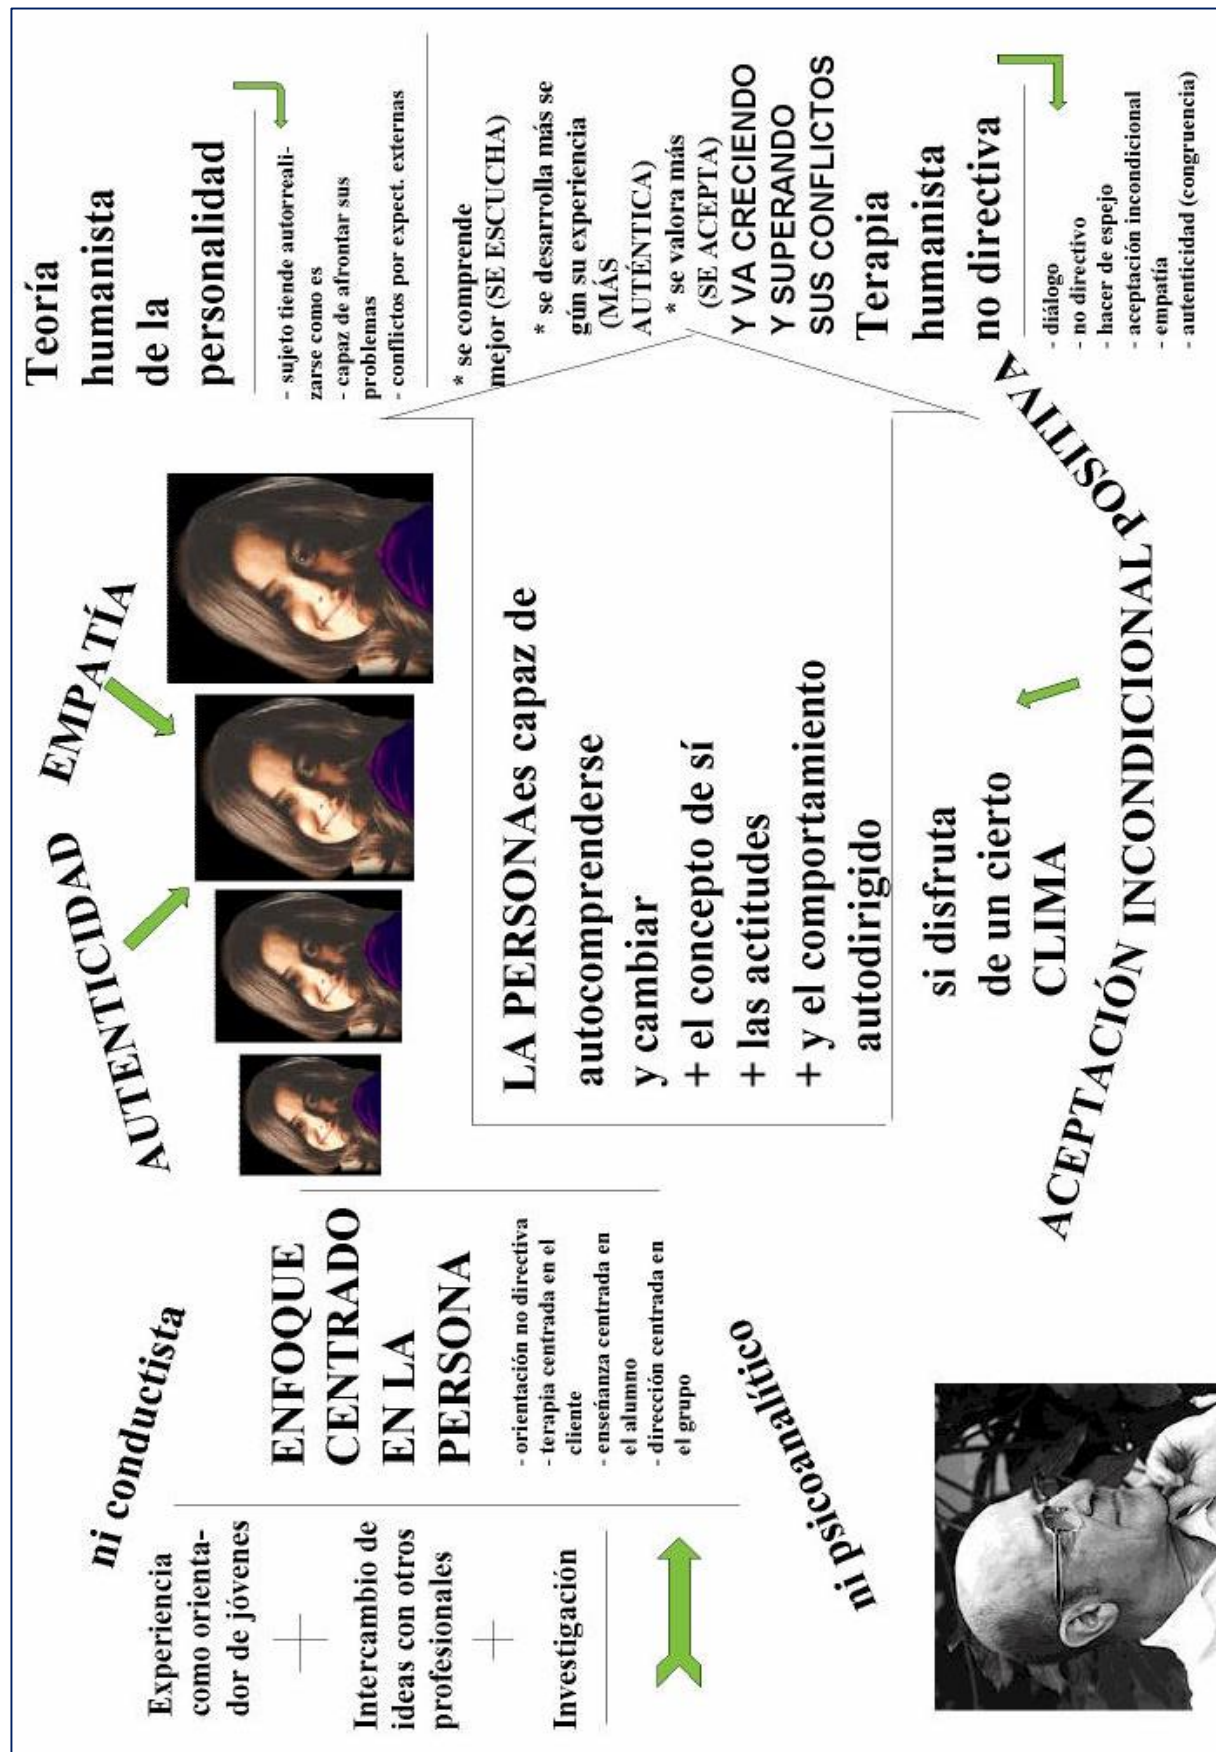 Experiencia
como orienta-
dor de jóvenes
+
Intercambio de
ideas con otros
profesionales
+
Investigación
ni conductista
ENFOQUE
CENTRADO
EN LA
PERSONA
- orientación no directiva
- terapia centrada en el
cliente
- enseñanza centrada en
el alumno
- dirección centrada en
el grupo
ni psicoanalítico
AUTENTICIDAD
EMPATÍA
LA PERSONAes capaz de
autocomprenderse
y cambiar
+ el concepto de sí
+ las actitudes
+ y el comportamiento
autodirigido
si disfruta
de un cierto
CLIMA
ACEPTACIÓN INCONDICIONAL POSITIVA
Teoría
humanista
de la
personalidad
- sujeto tiende autorreali-
zarse como es
- capaz de afrontar sus
problemas
- conflictos por expect. externas
* se comprende
mejor (SE ESCUCHA)
* se desarrolla más se
gún su experiencia
(MÁS
AUTÉNTICA)
* se valora más
(SE ACEPTA)
Y VA CRECIENDO
Y SUPERANDO
SUS CONFLICTOS
Terapia
humanista
no directiva
- diálogo
- no directivo
- hacer de espejo
- aceptación incondicional
- empatía
- autenticidad (congruencia)